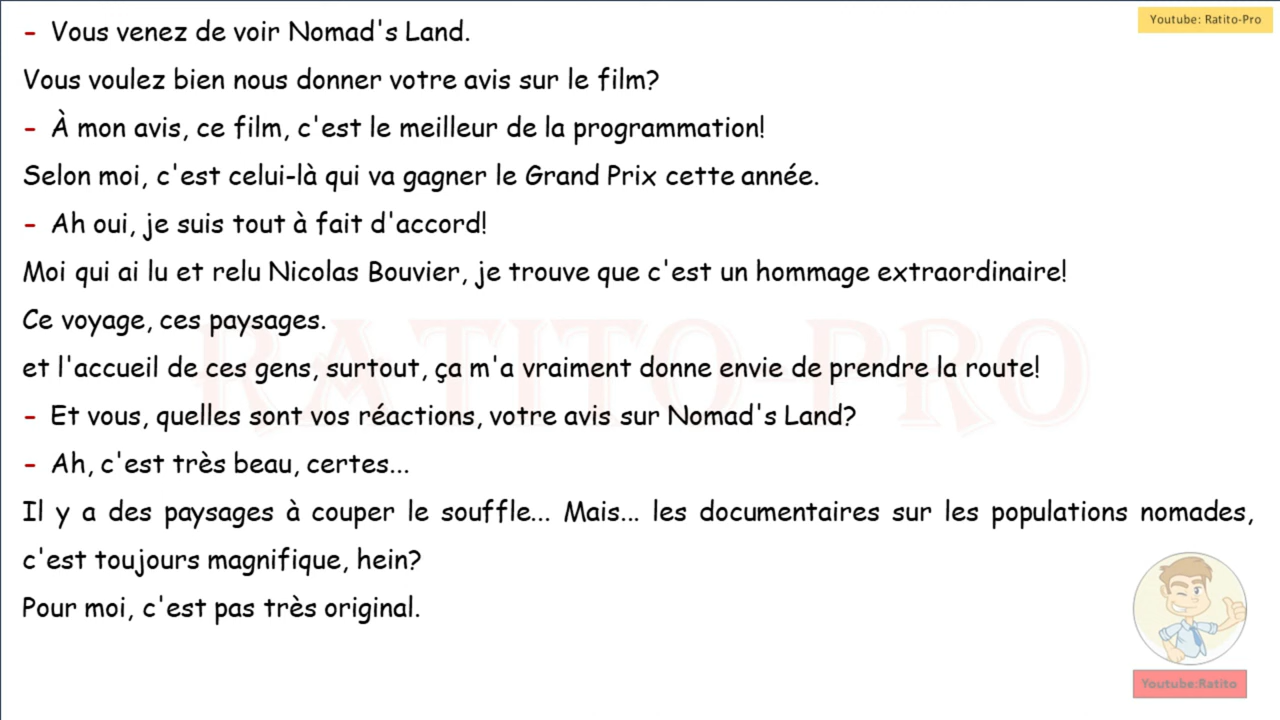 Youtube: Ratito-Pro
- Vous venez de voir Nomad's Land.
Vous voulez bien nous donner votre avis sur le film?
- À mon avis, ce film, c'est le meilleur de la programmation!
Selon moi, c'est celui-là qui va gagner le Grand Prix cette année.
- Ah oui, je suis tout à fait d'accord!
Moi qui ai lu et relu Nicolas Bouvier, je trouve que c'est un hommage extraordinaire!
Ce voyage, ces paysages.
et l'accueil de ces gens, surtout, ça m'a vraiment donne envie de prendre la route!
- Et vous, quelles sont vos réactions, votre avis sur Nomad's Land?
- Ah, c'est très beau, certes...
Il y a des paysages à couper le souffle... Mais... les documentaires sur les populations nomades,
c'est toujours magnifique, hein?
Pour moi, c'est pas très original.
RATITO-PRO
Youtube:Ratito